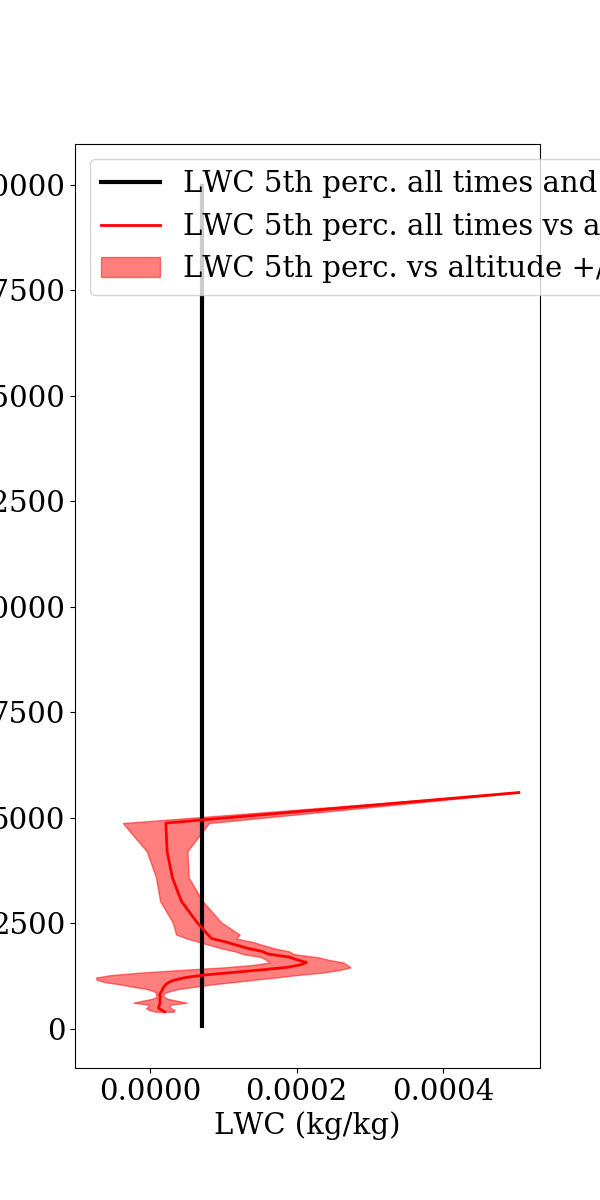 LWC 5th perc. all times and
LWC 5th perc. all times vs a
LWC 5th perc. vs altitude +/
0000
7500
5000
2500
0000
7500
5000
2500
0
0.0000 0.0002 0.0004
LWC (kg/kg)